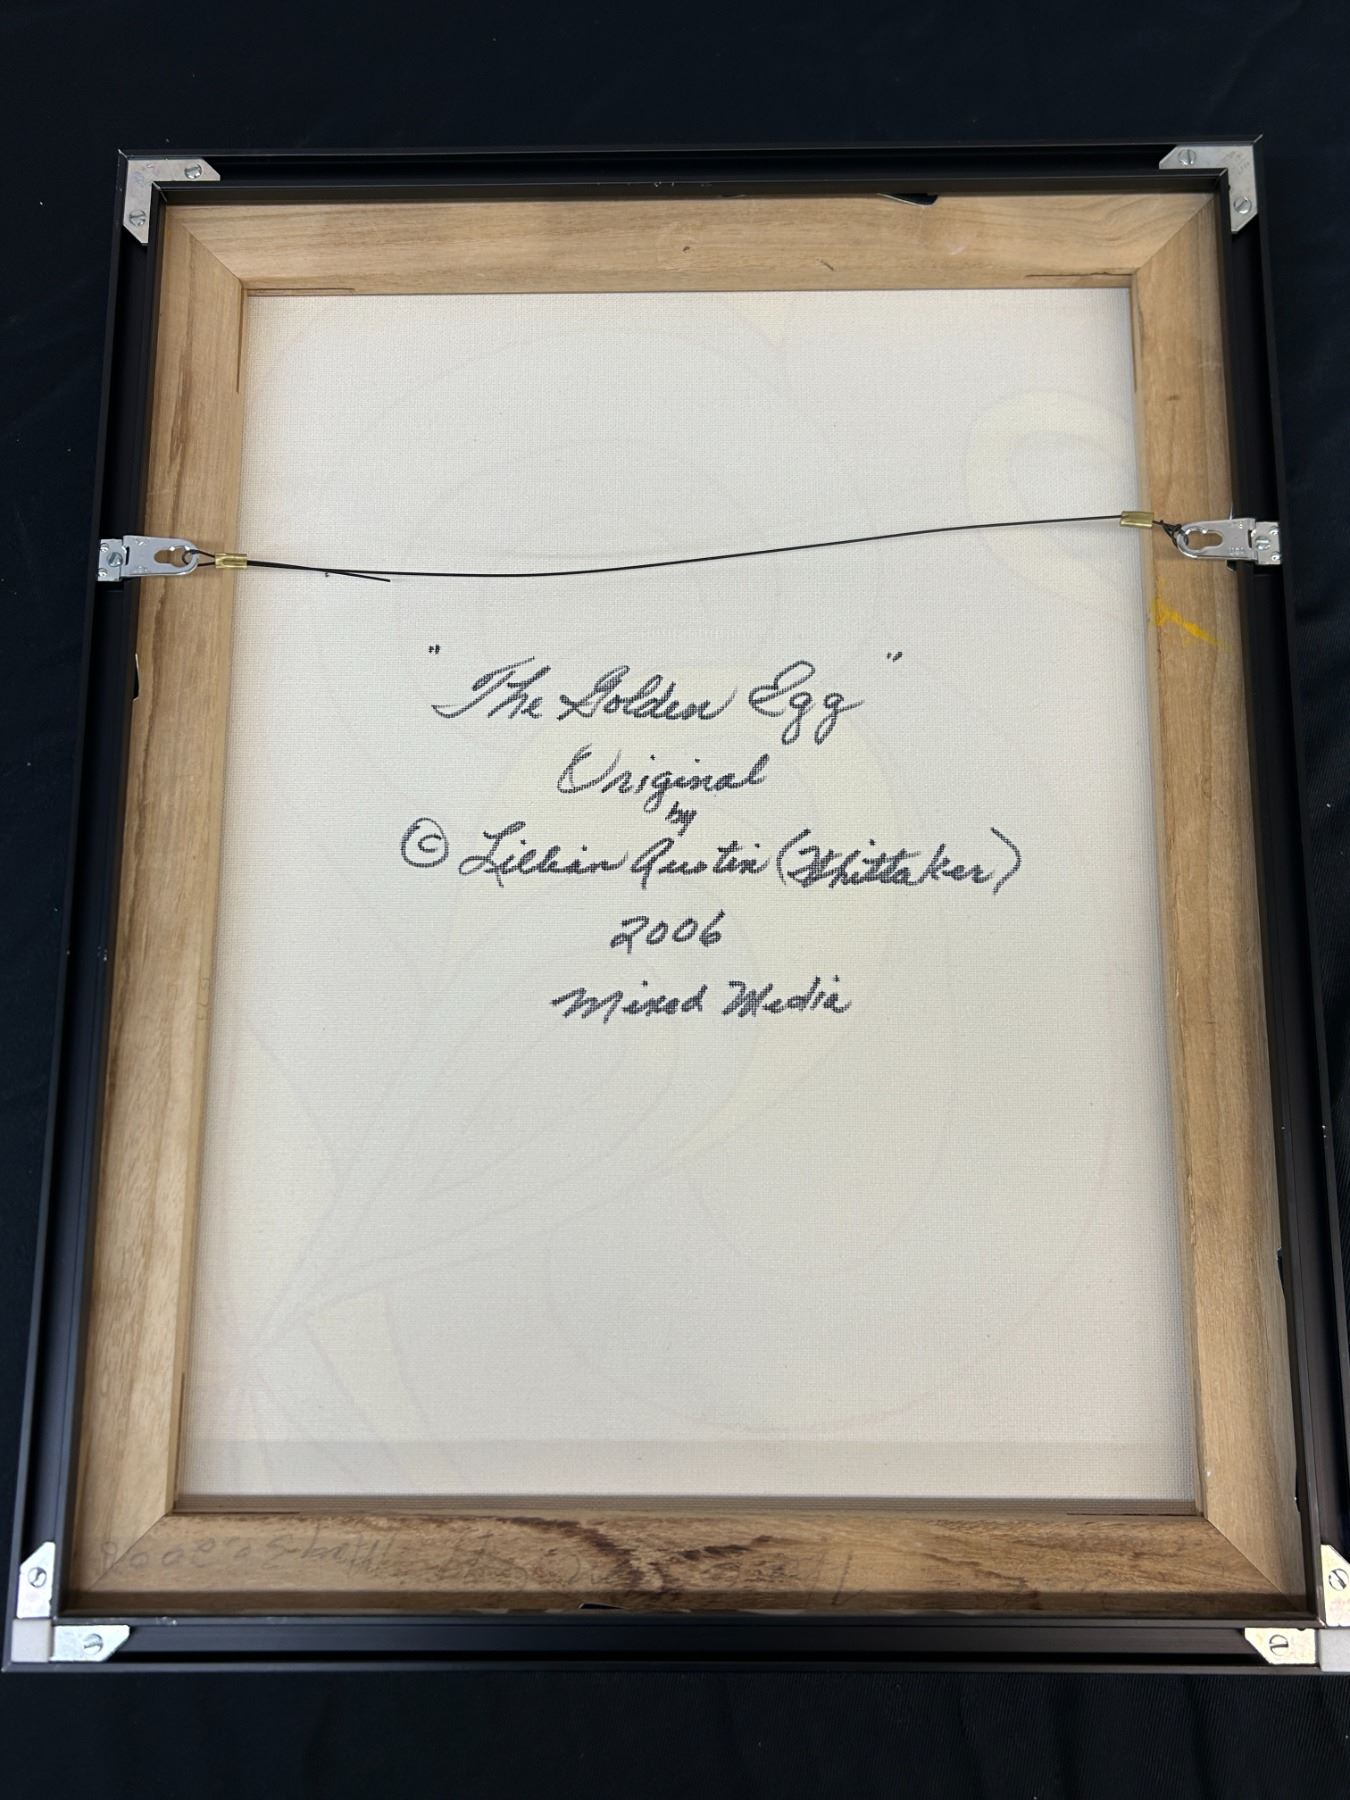 "The Golden Egg"
Original
by
© Lillian Austin (Whittaker)
2006
Mixed Media